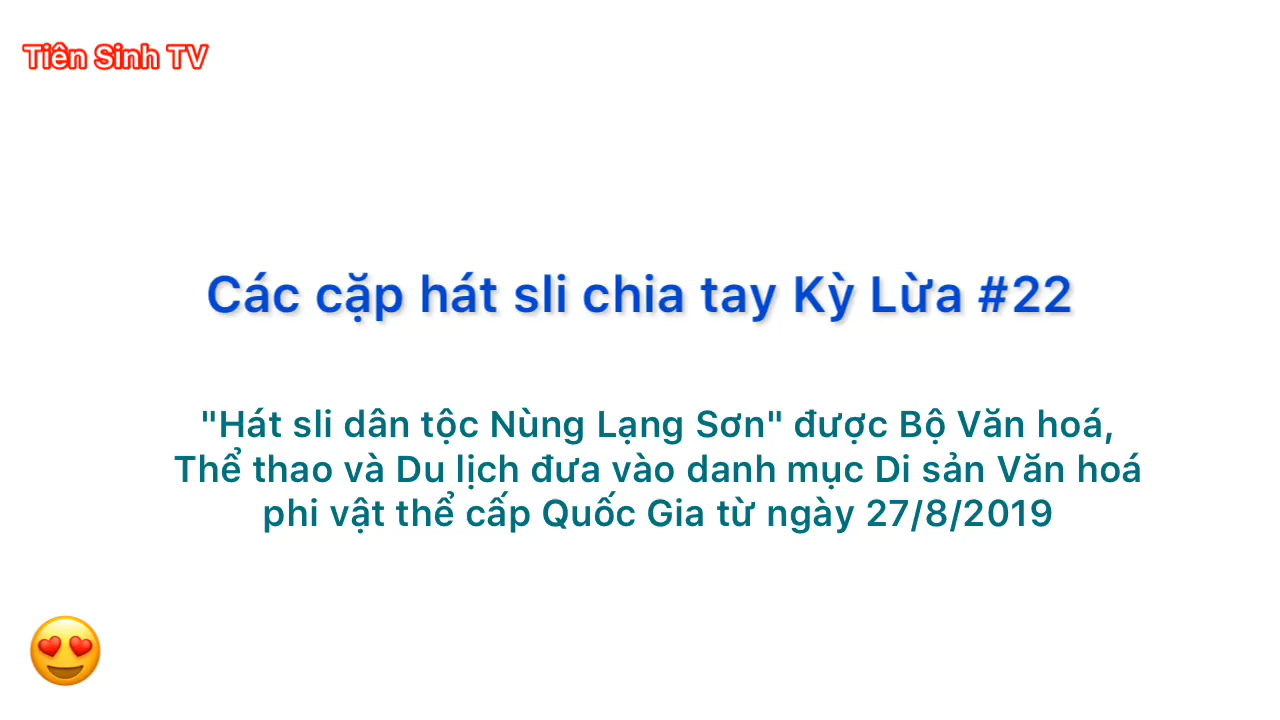 Tiên Sinh TV
Các cặp hát sli chia tay Kỳ Lừa #22
"Hát sli dân tộc Nùng Lạng Sơn" được Bộ Văn hoá,
Thể thao và Du lịch đưa vào danh mục Di sản Văn hoá
phi vật thể cấp Quốc Gia từ ngày 27/8/2019